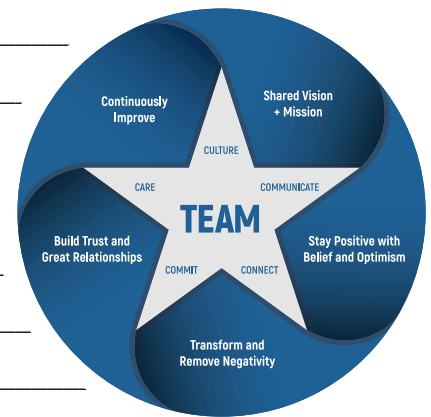 Continuously
Improve
Shared Vision
+ Mission
CULTURE
CARE
COMMUNICATE
TEAM
Build Trust and
Great Relationships
Stay Positive with
Belief and Optimism
COMMIT
CONNECT
Transform and
Remove Negativity